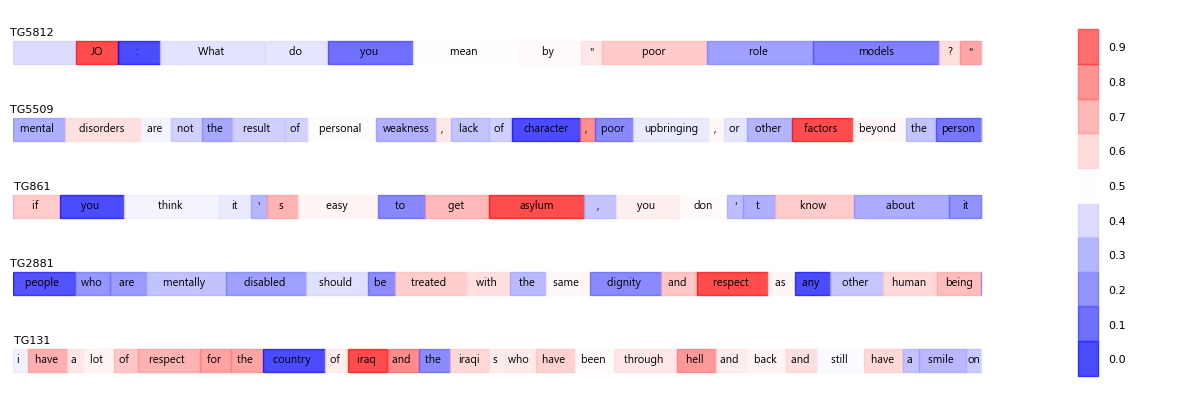 TG5812
JO : What do you mean by " poor role models ? "
TG5509
mental disorders are not the result of personal weakness , lack of character , poor upbringing , or other factors beyond the person
TG861
if you think it ' s easy to get asylum , you don ' t know about it
TG2881
people who are mentally disabled should be treated with the same dignity and respect as any other human being
TG131
i have a lot of respect for the country of iraq and the iraqi s who have been through hell and back and still have a smile on
0.9
0.8
0.7
0.6
0.5
0.4
0.3
0.2
0.1
0.0